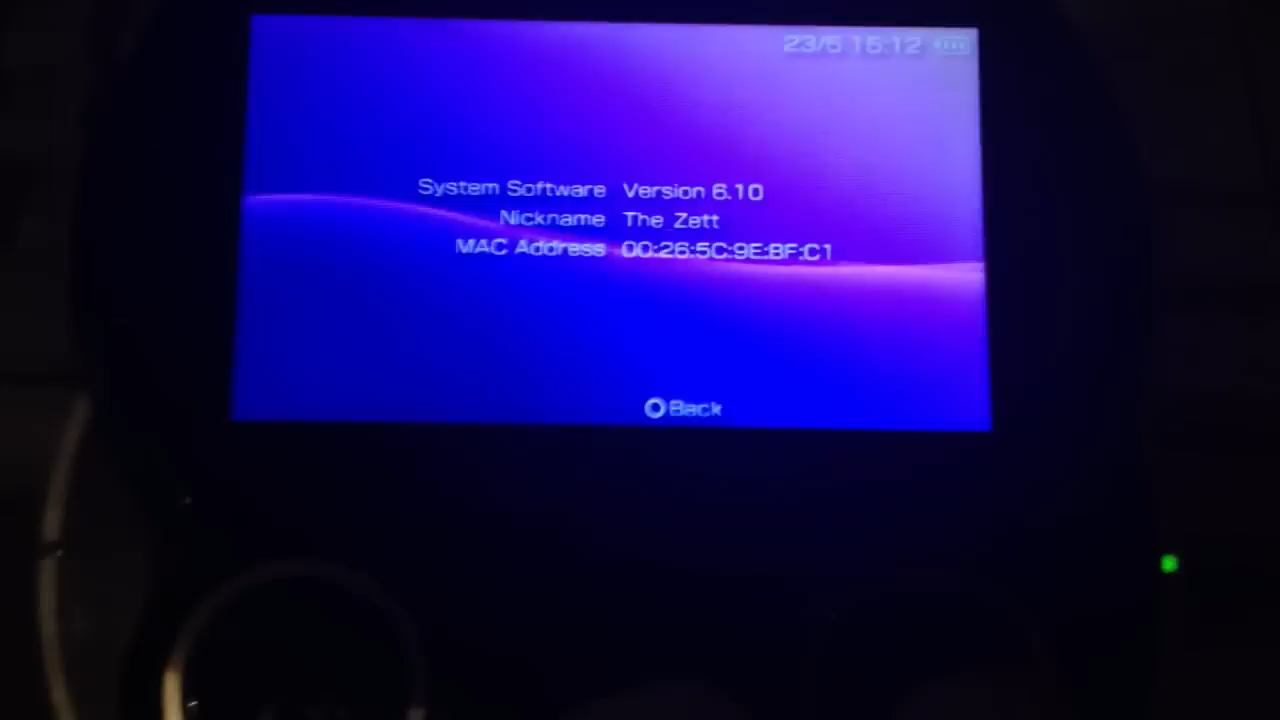 23/5 15:12
System Software Version 6.10
Nickname The Zett
MAC Address 00:26:5C:9E:BF:C1
Back